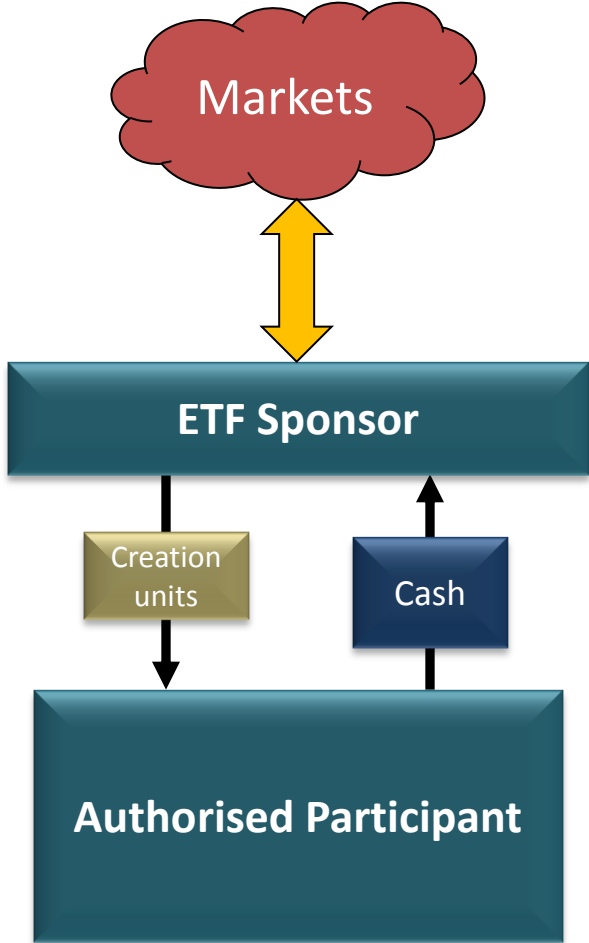 Markets
ETF Sponsor
Creation
units
Cash
Authorised Participant